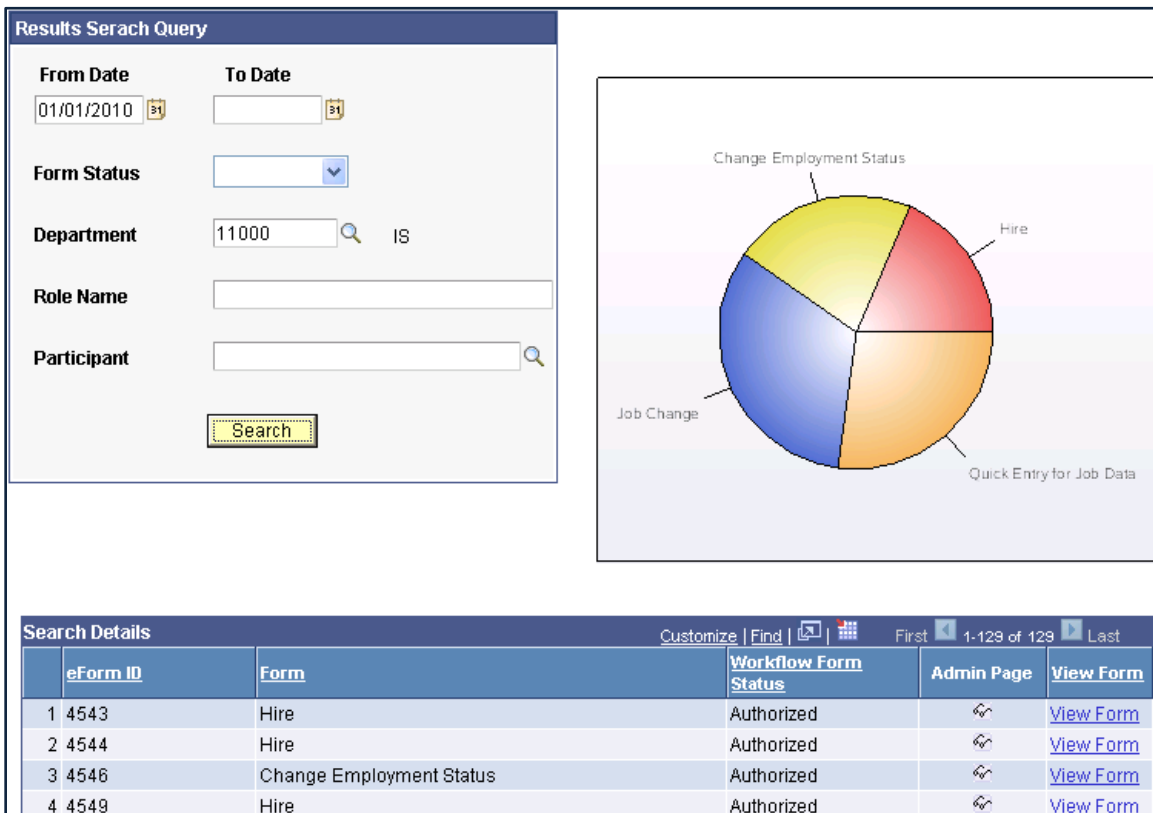 Results Serach Query
From Date To Date
01/01/2010 31 31
Form Status
Department 11000 IS
Role Name
Participant
Search
Change Employment Status
Hire
Job Change
Quick Entry for Job Data
Search Details Customize | Find | | First 1-129 of 129 Last
eForm ID Form Workflow Form Status Admin Page View Form
1 4543 Hire Authorized View Form
2 4544 Hire Authorized View Form
3 4546 Change Employment Status Authorized View Form
4 4549 Hire Authorized View Form